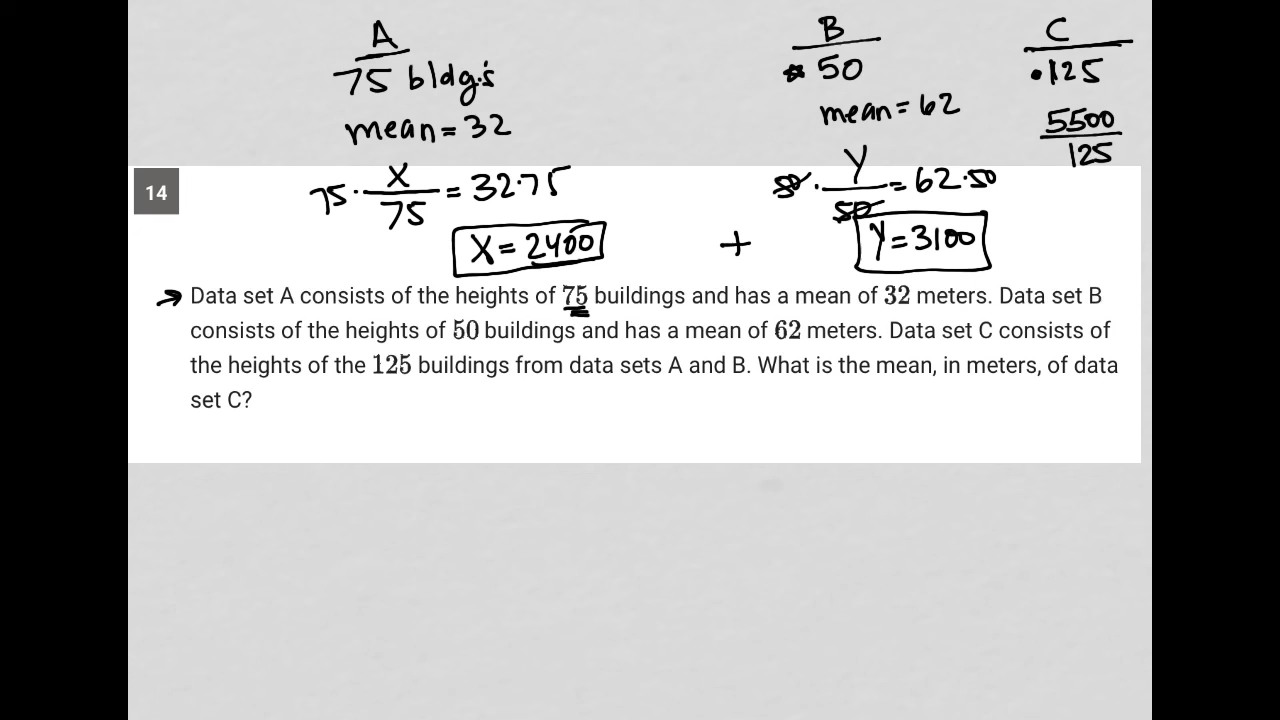 A
75 bldg's
mean = 32
B
* 50
mean = 62
C
• 125
5500
125
14
75 · X / 75 = 32 · 75
X = 2400
+
50 · Y / 50 = 62 · 50
Y = 3100
Data set A consists of the heights of 75 buildings and has a mean of 32 meters. Data set B
consists of the heights of 50 buildings and has a mean of 62 meters. Data set C consists of
the heights of the 125 buildings from data sets A and B. What is the mean, in meters, of data
set C?